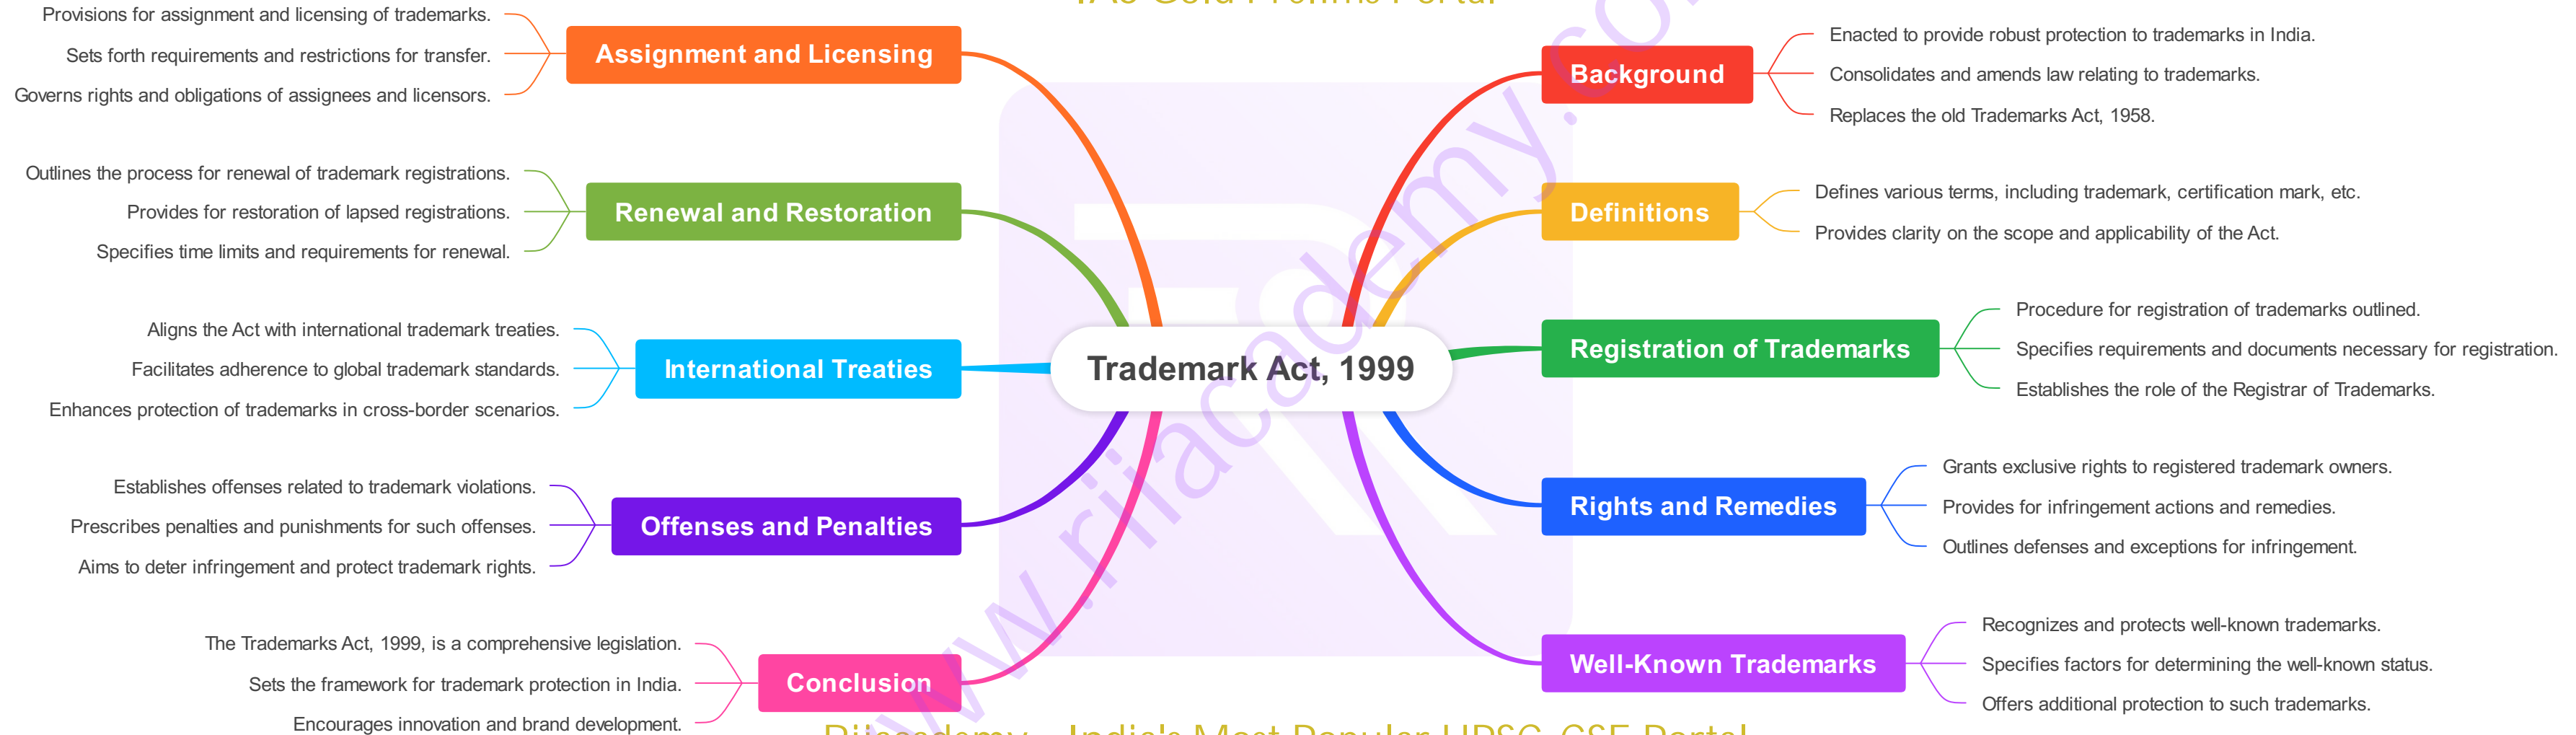 IAS Gold Prelims Portal
Trademark Act, 1999
Background
Enacted to provide robust protection to trademarks in India.
Consolidates and amends law relating to trademarks.
Replaces the old Trademarks Act, 1958.
Definitions
Defines various terms, including trademark, certification mark, etc.
Provides clarity on the scope and applicability of the Act.
Registration of Trademarks
Procedure for registration of trademarks outlined.
Specifies requirements and documents necessary for registration.
Establishes the role of the Registrar of Trademarks.
Rights and Remedies
Grants exclusive rights to registered trademark owners.
Provides for infringement actions and remedies.
Outlines defenses and exceptions for infringement.
Well-Known Trademarks
Recognizes and protects well-known trademarks.
Specifies factors for determining the well-known status.
Offers additional protection to such trademarks.
Assignment and Licensing
Provisions for assignment and licensing of trademarks.
Sets forth requirements and restrictions for transfer.
Governs rights and obligations of assignees and licensors.
Renewal and Restoration
Outlines the process for renewal of trademark registrations.
Provides for restoration of lapsed registrations.
Specifies time limits and requirements for renewal.
International Treaties
Aligns the Act with international trademark treaties.
Facilitates adherence to global trademark standards.
Enhances protection of trademarks in cross-border scenarios.
Offenses and Penalties
Establishes offenses related to trademark violations.
Prescribes penalties and punishments for such offenses.
Aims to deter infringement and protect trademark rights.
Conclusion
The Trademarks Act, 1999, is a comprehensive legislation.
Sets the framework for trademark protection in India.
Encourages innovation and brand development.
India's Most Popular UPSC-CSE Portal